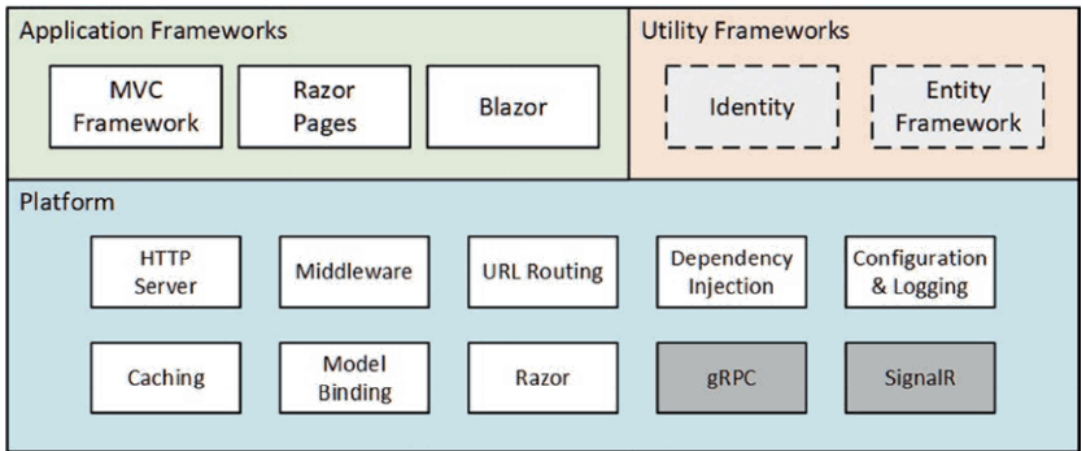 Application Frameworks
Utility Frameworks
MVC
Framework
Razor
Pages
Blazor
Identity
Entity
Framework
Platform
HTTP
Server
Middleware
URL Routing
Dependency
Injection
Configuration
& Logging
Caching
Model
Binding
Razor
gRPC
SignalR